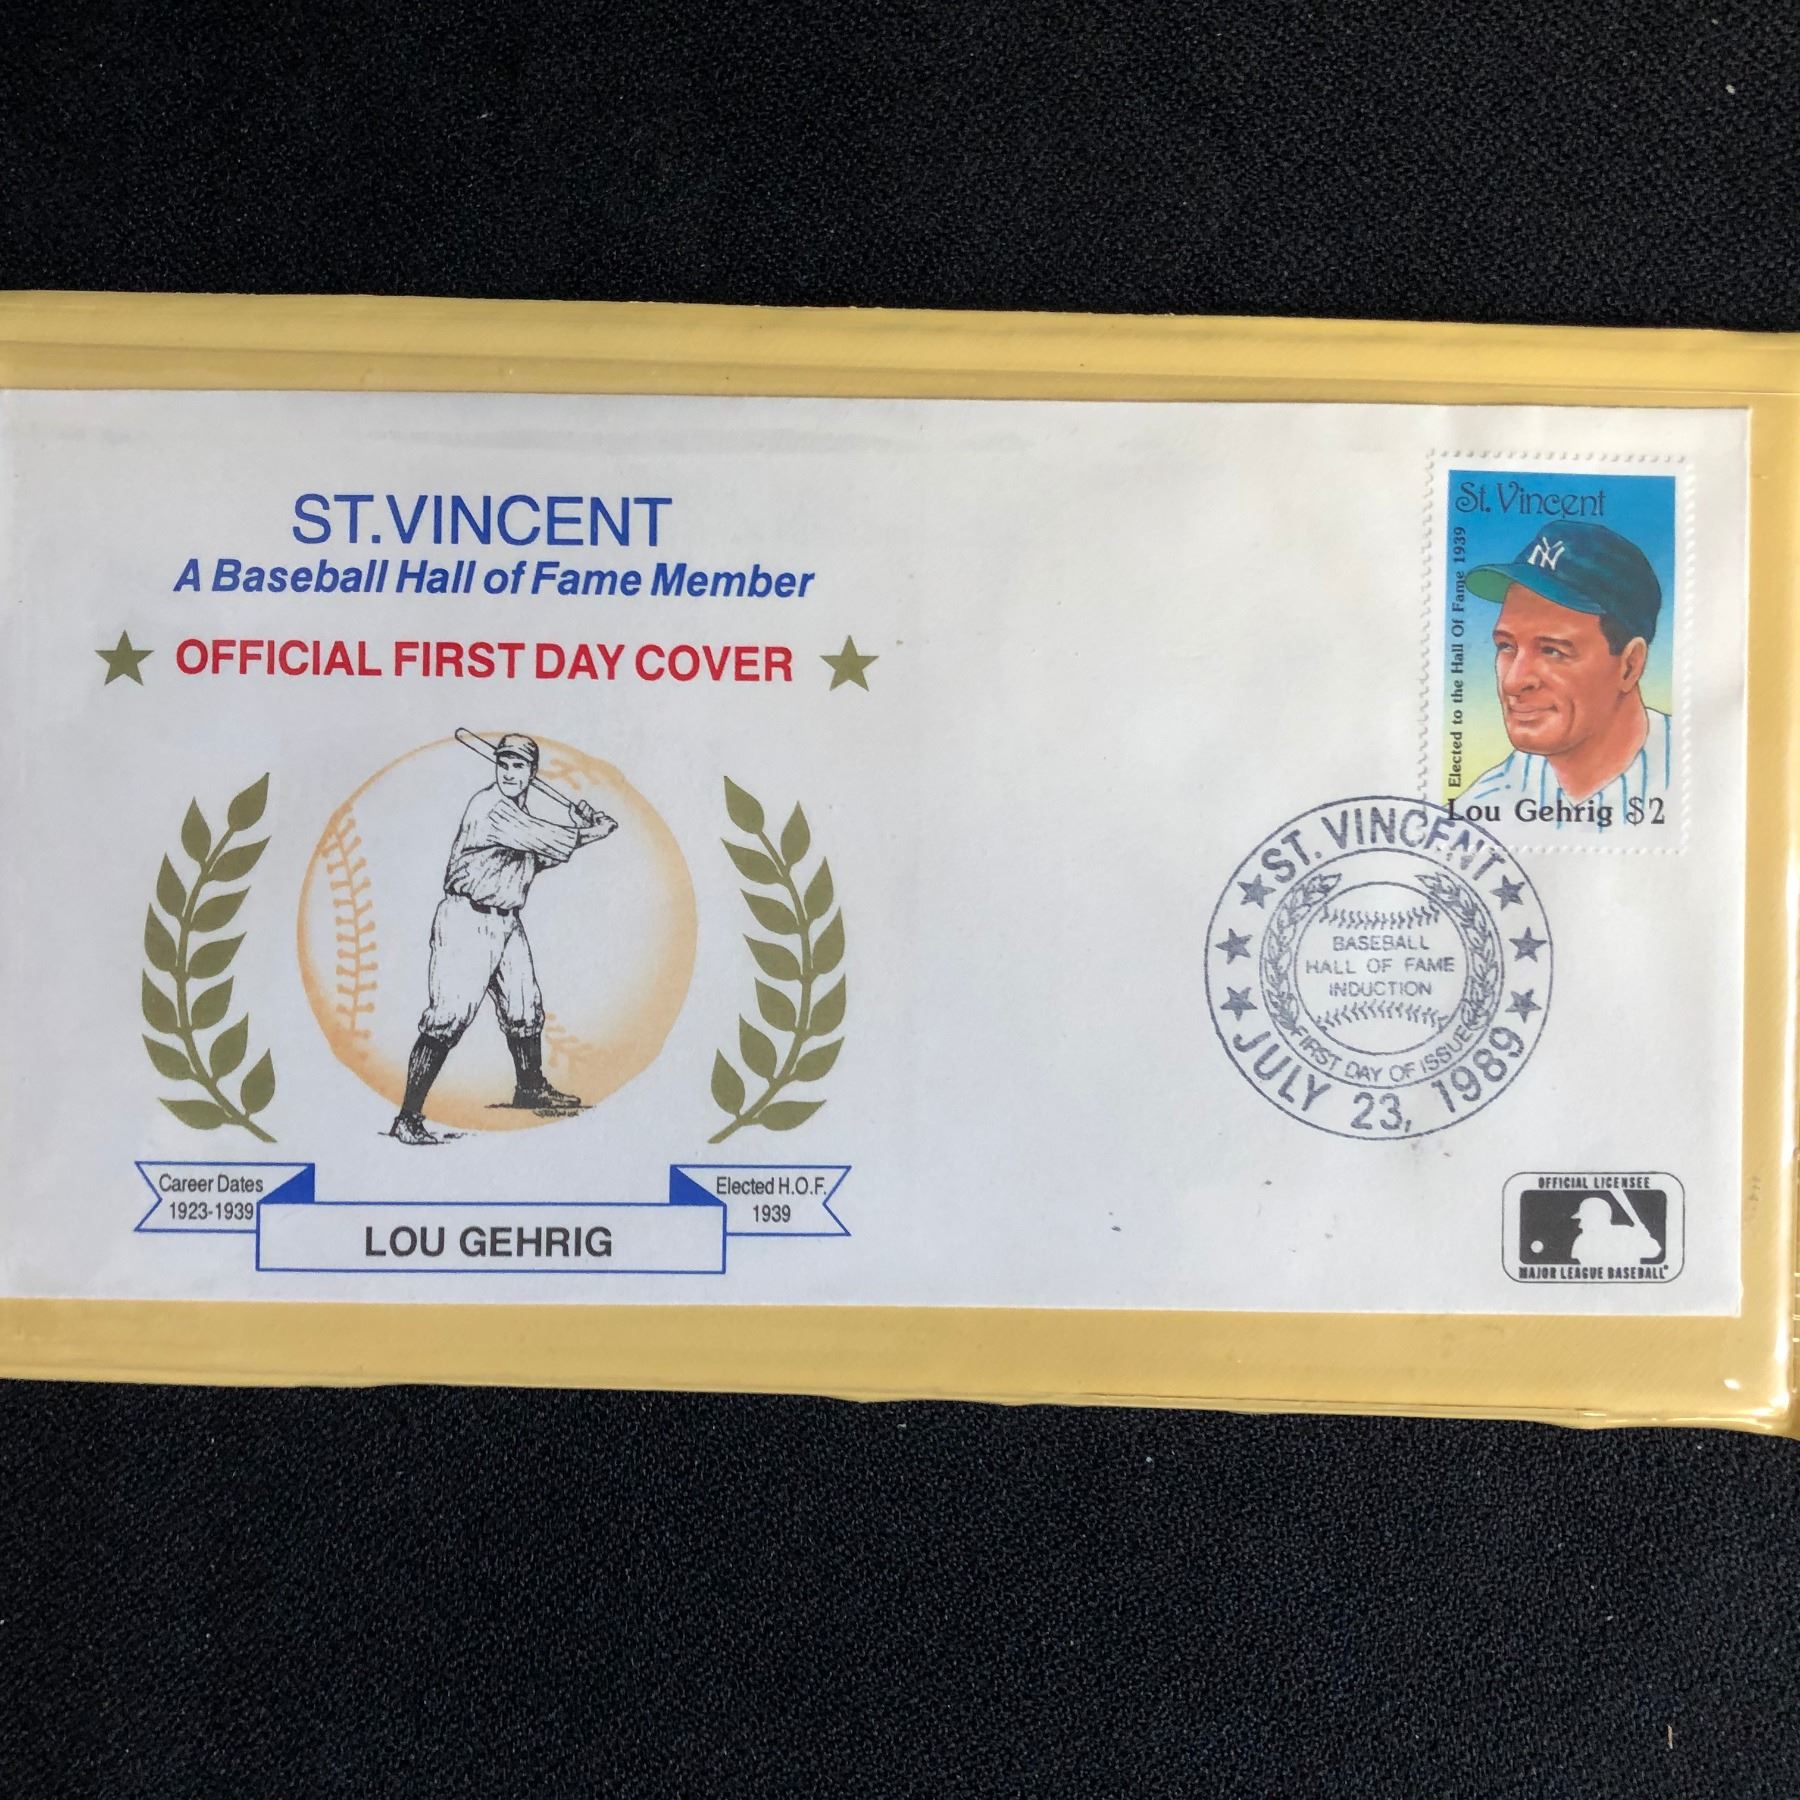 ST.VINCENT
A Baseball Hall of Fame Member
OFFICIAL FIRST DAY COVER
Career Dates
1923-1939
LOU GEHRIG
Elected H.O.F.
1939
St. Vincent
NY
Elected to the Hall Of Fame 1939
Lou Gehrig $2
ST. VINCENT
BASEBALL
HALL OF FAME
INDUCTION
FIRST DAY OF ISSUE
JULY 23, 1989
OFFICIAL LICENSEE
MAJOR LEAGUE BASEBALL